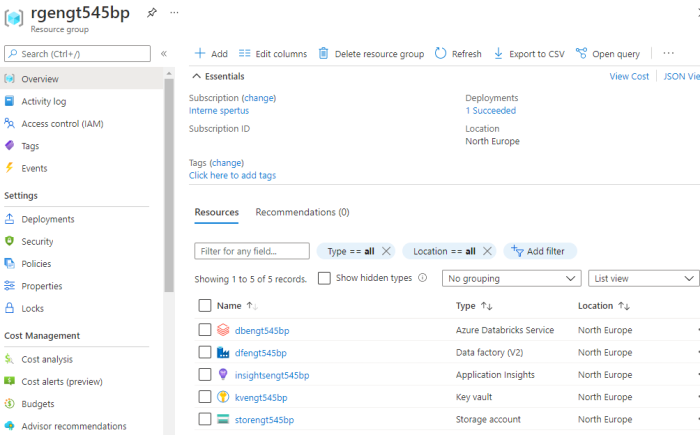 rgengt545bp
Resource group
Search (Ctrl+/)
Overview
Activity log
Access control (IAM)
Tags
Events
Settings
Deployments
Security
Policies
Properties
Locks
Cost Management
Cost analysis
Cost alerts (preview)
Budgets
Advisor recommendations
Add Edit columns Delete resource group Refresh Export to CSV Open query
Essentials View Cost JSON Vie
Subscription (change) Deployments
Interne spertus 1 Succeeded
Subscription ID Location
North Europe
Tags (change)
Click here to add tags
Resources Recommendations (0)
Filter for any field... Type == all Location == all Add filter
Showing 1 to 5 of 5 records. Show hidden types No grouping List view
Name Type Location
dbengt545bp Azure Databricks Service North Europe
dfengt545bp Data factory (V2) North Europe
insightsengt545bp Application Insights North Europe
kvengt545bp Key vault North Europe
storengt545bp Storage account North Europe